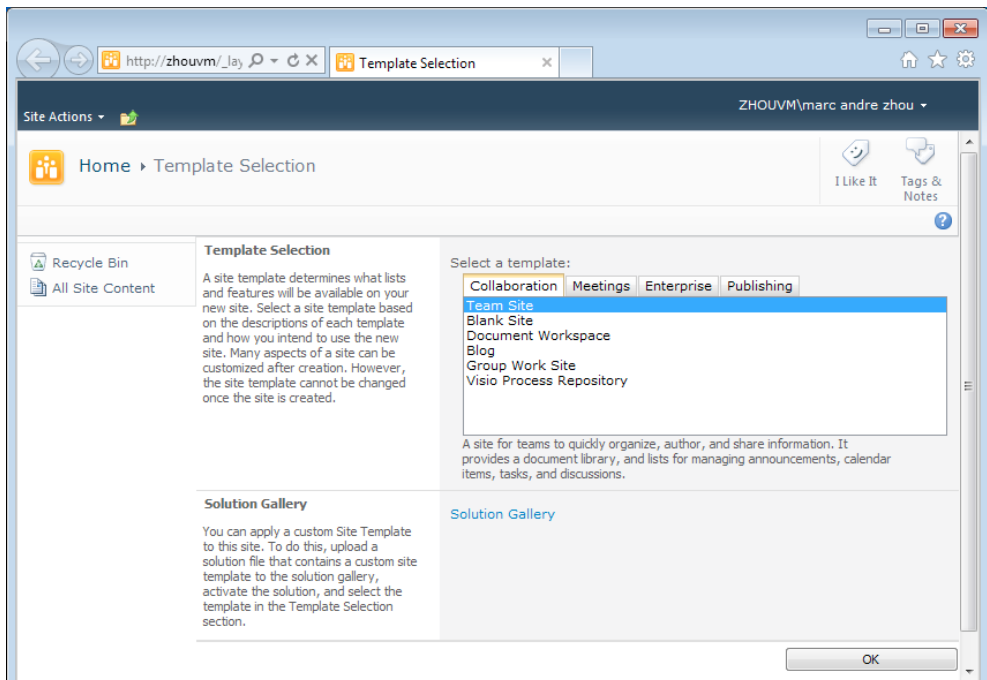 http://zhouvm/_lay
Template Selection
ZHOUVM\marc andre zhou
Site Actions
Home
Template Selection
I Like It
Tags &
Notes
Recycle Bin
All Site Content
Template Selection
A site template determines what lists
and features will be available on your
new site. Select a site template based
on the descriptions of each template
and how you intend to use the new
site. Many aspects of a site can be
customized after creation. However,
the site template cannot be changed
once the site is created.
Select a template:
Collaboration Meetings Enterprise Publishing
Team Site
Blank Site
Document Workspace
Blog
Group Work Site
Visio Process Repository
A site for teams to quickly organize, author, and share information. It
provides a document library, and lists for managing announcements, calendar
items, tasks, and discussions.
Solution Gallery
You can apply a custom Site Template
to this site. To do this, upload a
solution file that contains a custom site
template to the solution gallery,
activate the solution, and select the
template in the Template Selection
section.
Solution Gallery
OK